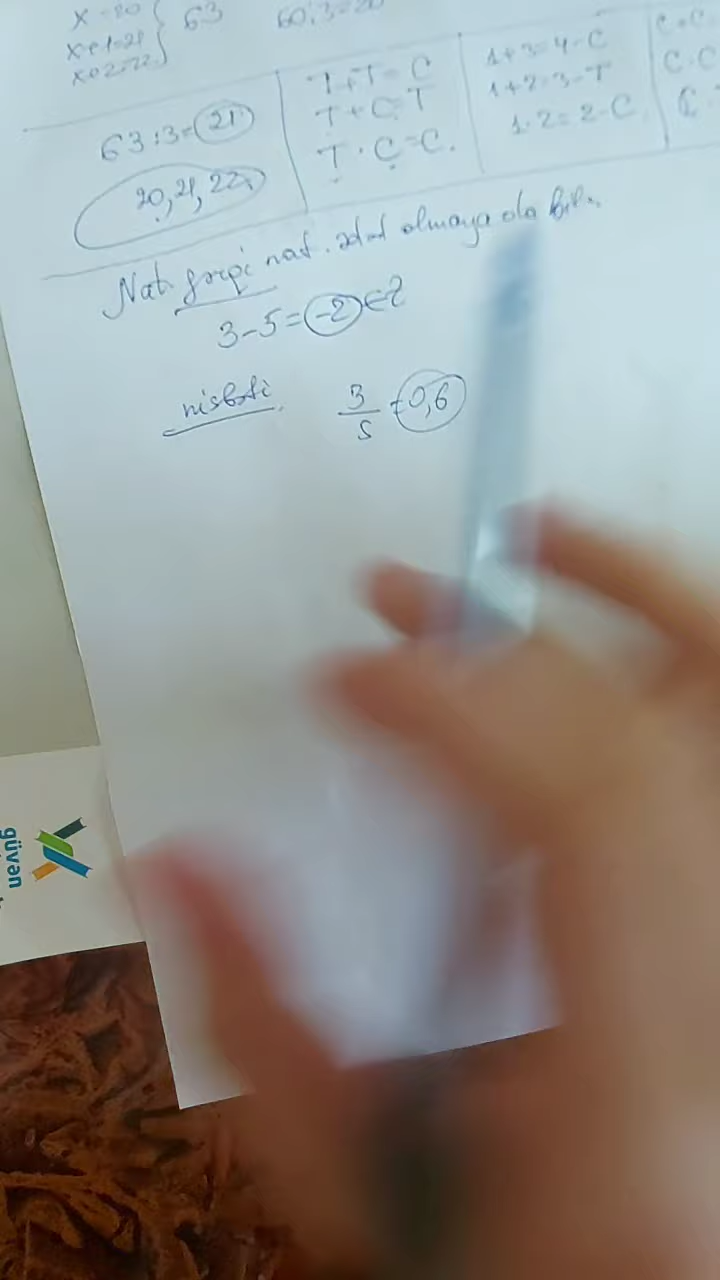 x = 20
x+1=21
x+2=22
63
60:3=20
63:3=21
20, 21, 22
T+T=C
T+C=T
T·C=C.
1+3=4-C
1+2=3-T
1·2=2-C
C+C
C·C
Nat. fərqi nat. ədəd olmaya da bilər.
3-5=-2∈Z
nisbəti
3/5=0,6
güvən